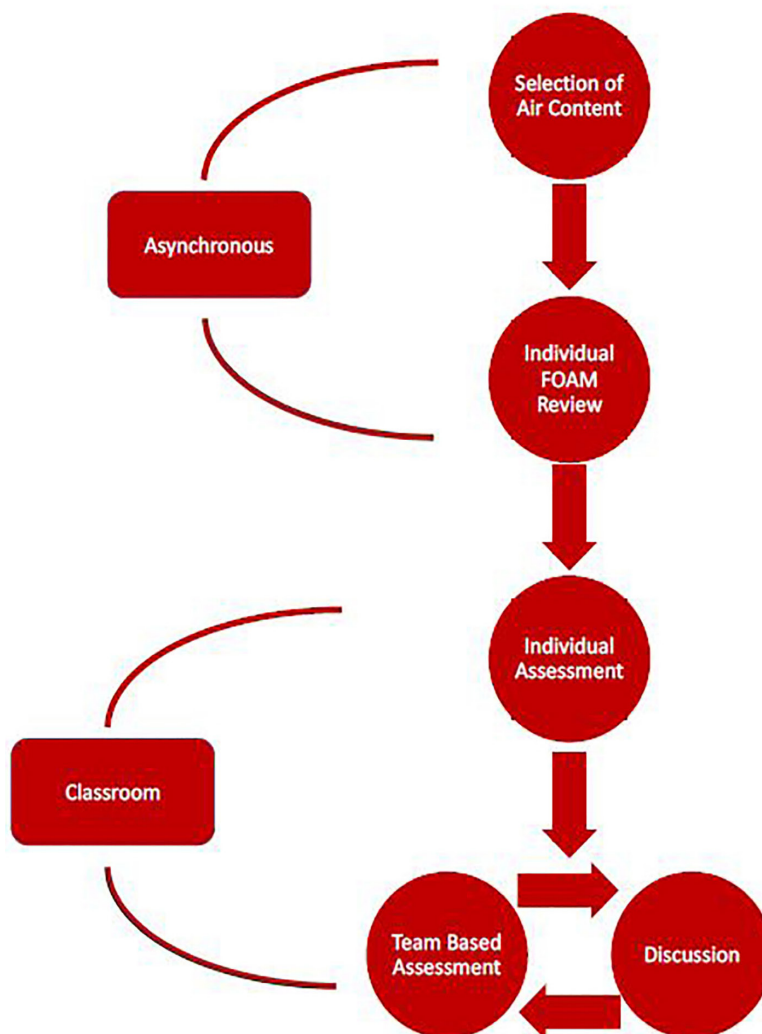 Selection of
Air Content
Asynchronous
Individual
FOAM
Review
Individual
Assessment
Classroom
Team Based
Assessment
Discussion